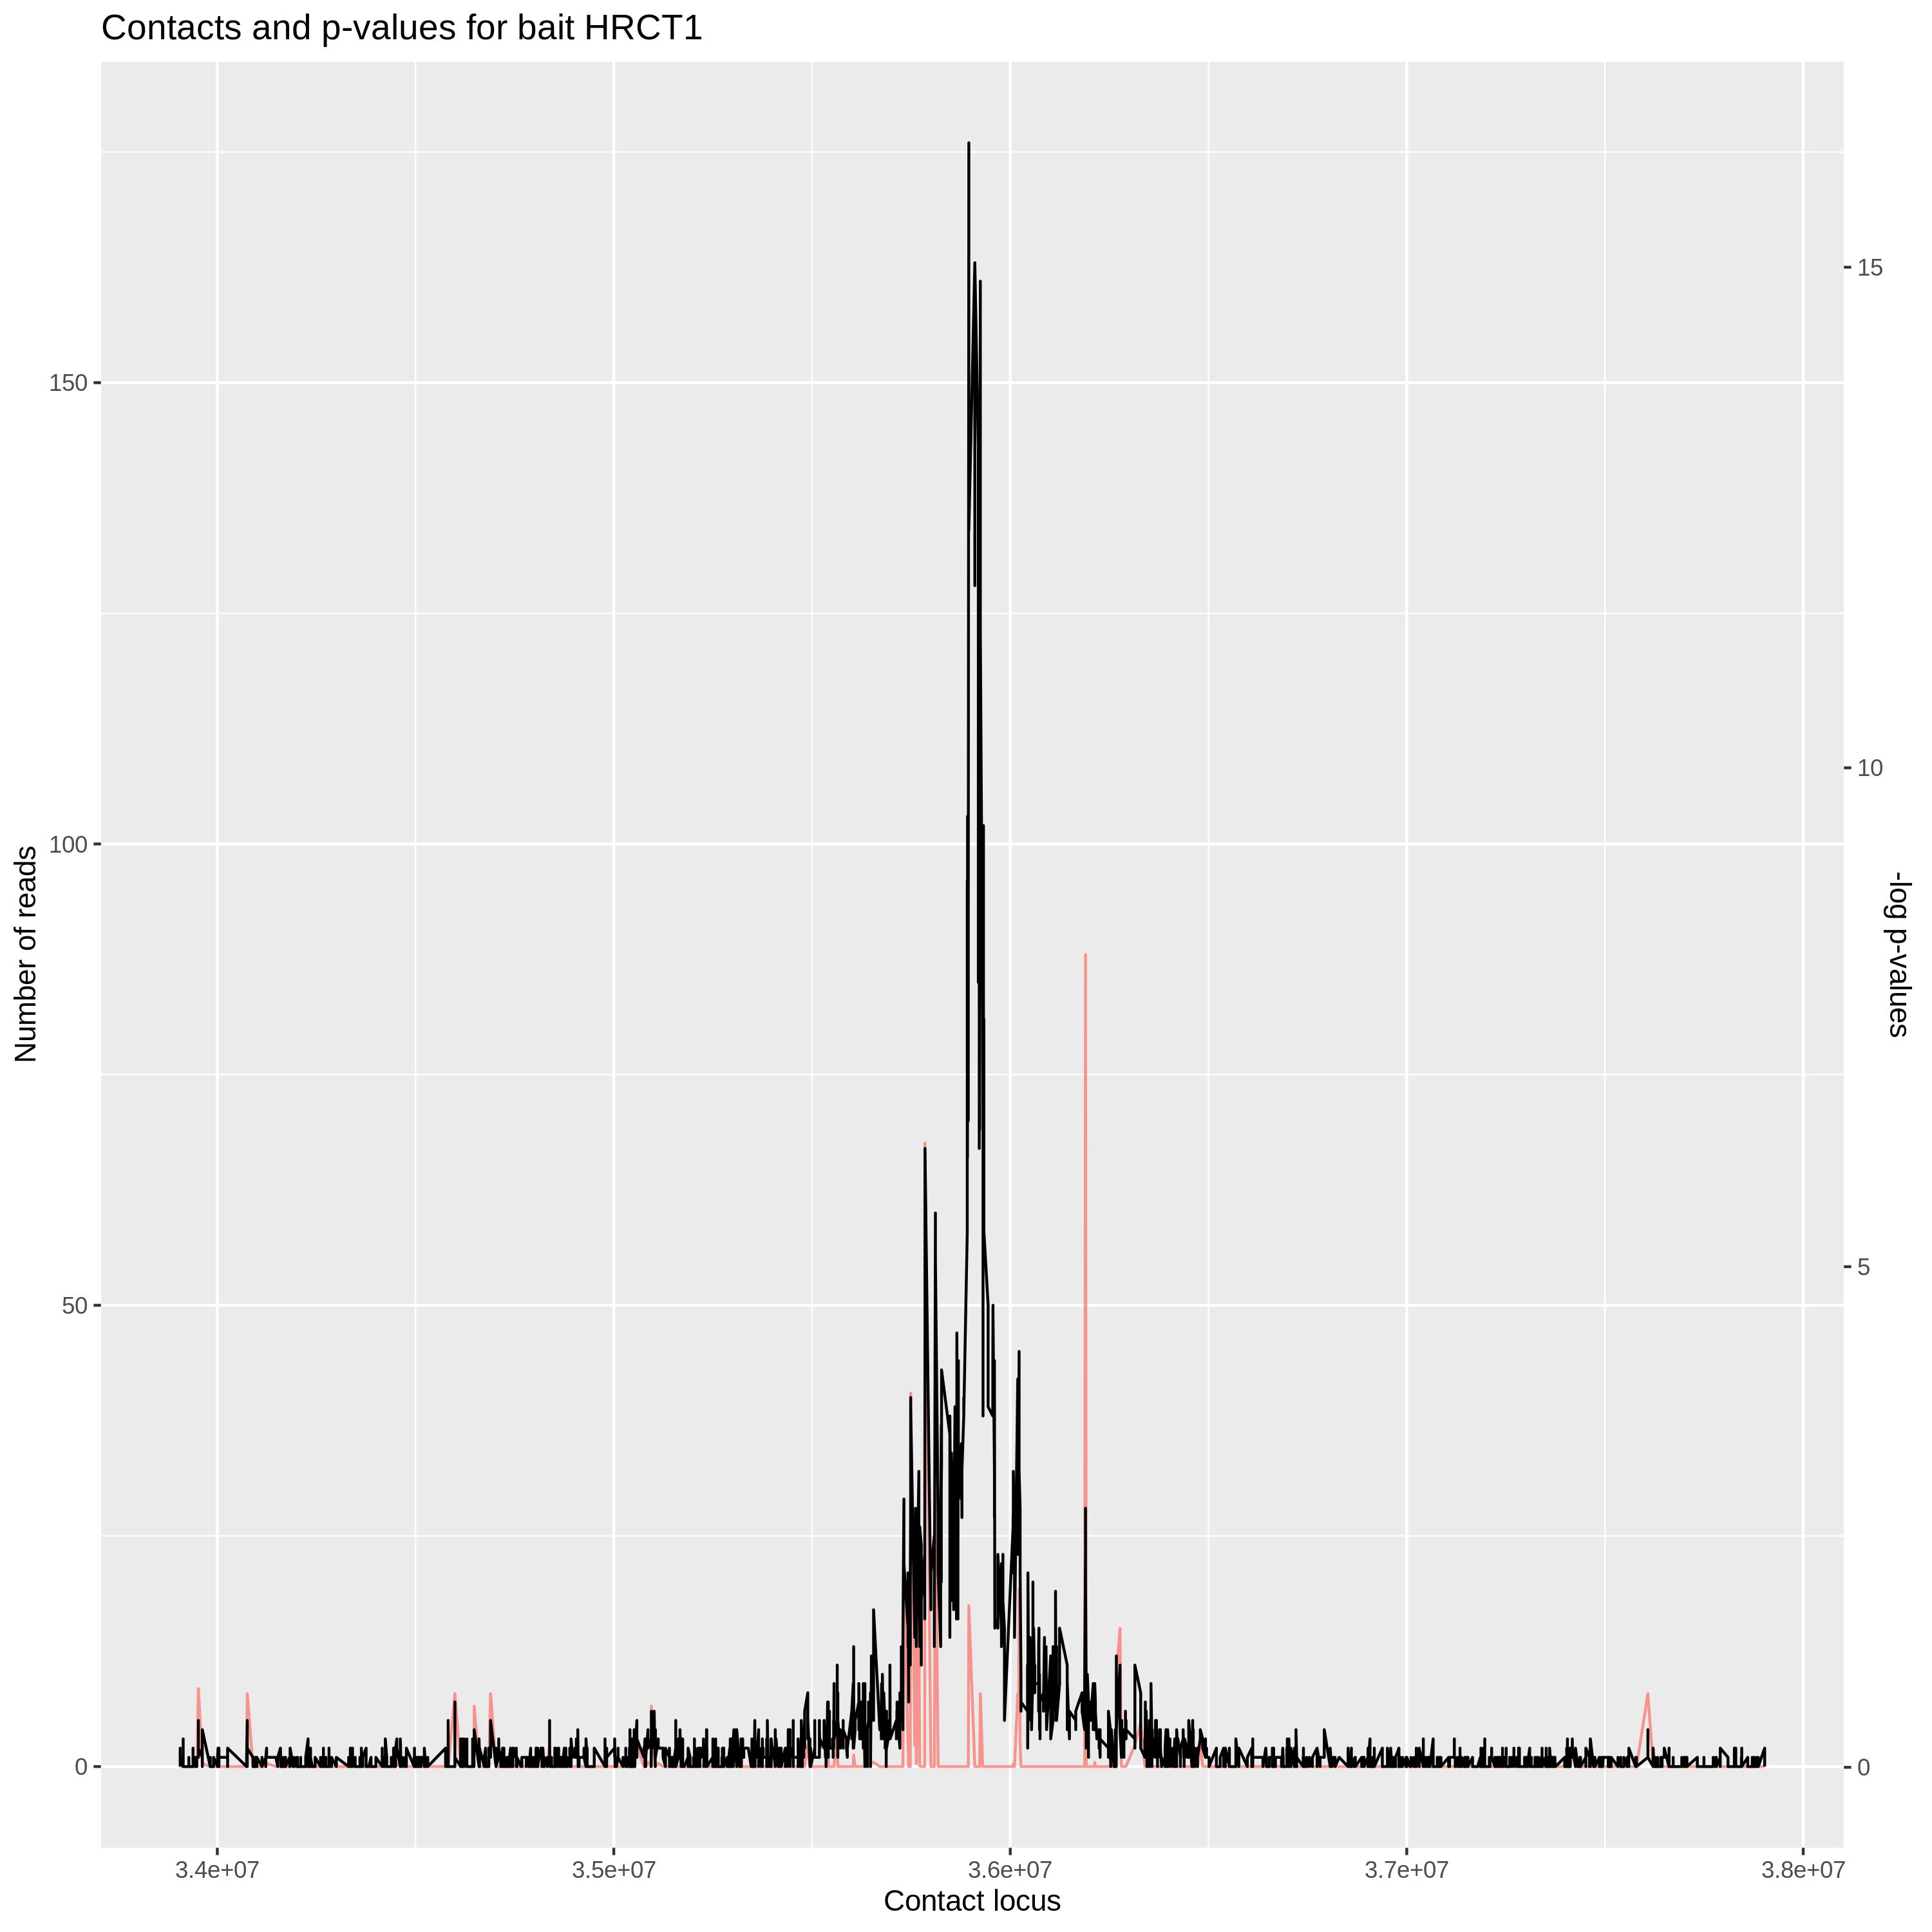 Contacts and p-values for bait HRCT1
150
100
50
0
Number of reads
15
10
5
0
-log p-values
3.4e+07
3.5e+07
3.6e+07
3.7e+07
3.8e+07
Contact locus